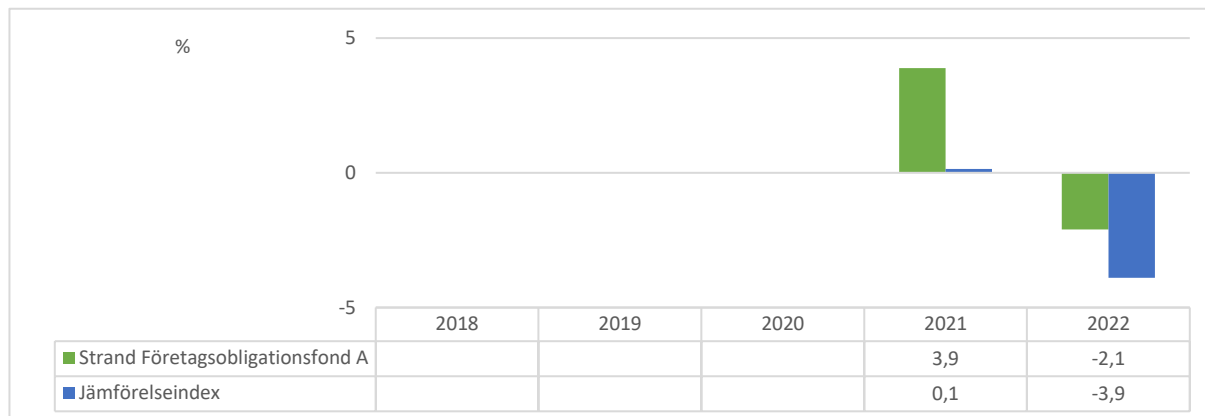 %
5
0
-5
2018 2019 2020 2021 2022
Strand Företagsobligationsfond A 3,9 -2,1
Jämförelseindex 0,1 -3,9